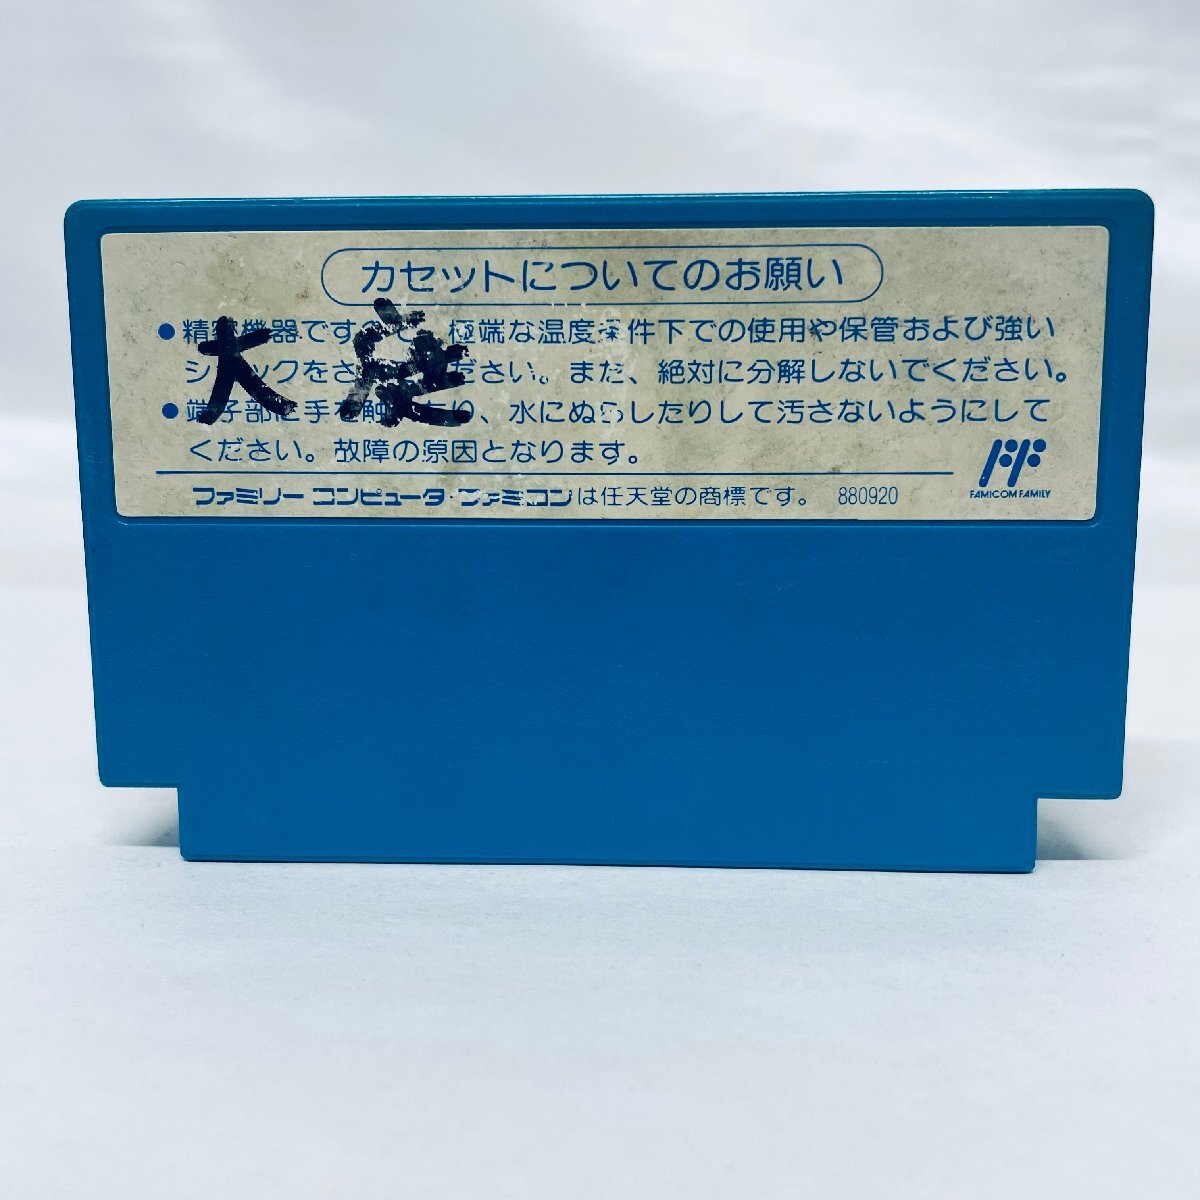 カセットについてのお願い
●精密機器ですので、極端な温度条件下での使用や保管および強い
ショックをさけてください。また、絶対に分解しないでください。
●端子部に手を触れたり、水にぬらしたりして汚さないようにして
ください。故障の原因となります。
ファミリー コンピュータ・ファミコンは任天堂の商標です。 880920
FAMICOM FAMILY
大